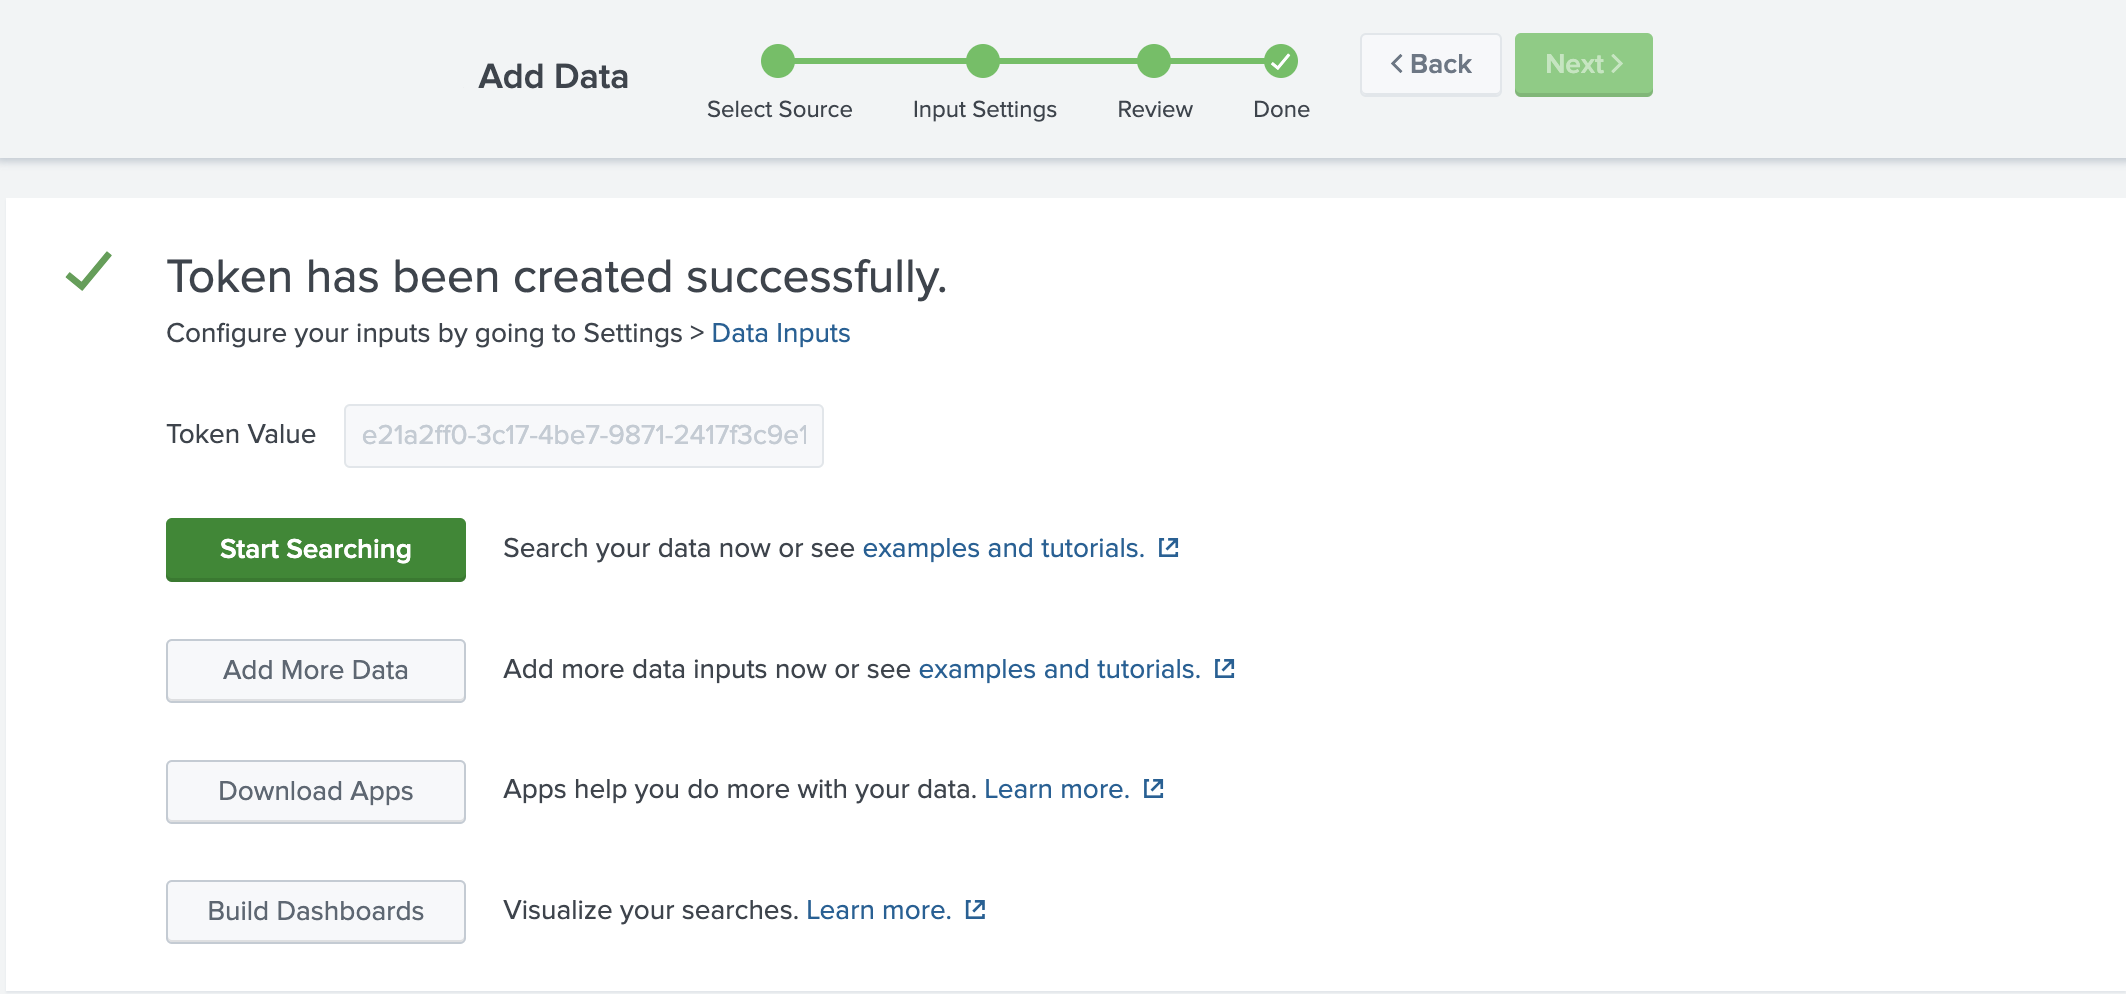 Add Data
Select Source
Input Settings
Review
Done
Back
Next
Token has been created successfully.
Configure your inputs by going to Settings > Data Inputs
Token Value
e21a2ff0-3c17-4be7-9871-2417f3c9e1
Start Searching
Search your data now or see examples and tutorials.
Add More Data
Add more data inputs now or see examples and tutorials.
Download Apps
Apps help you do more with your data. Learn more.
Build Dashboards
Visualize your searches. Learn more.